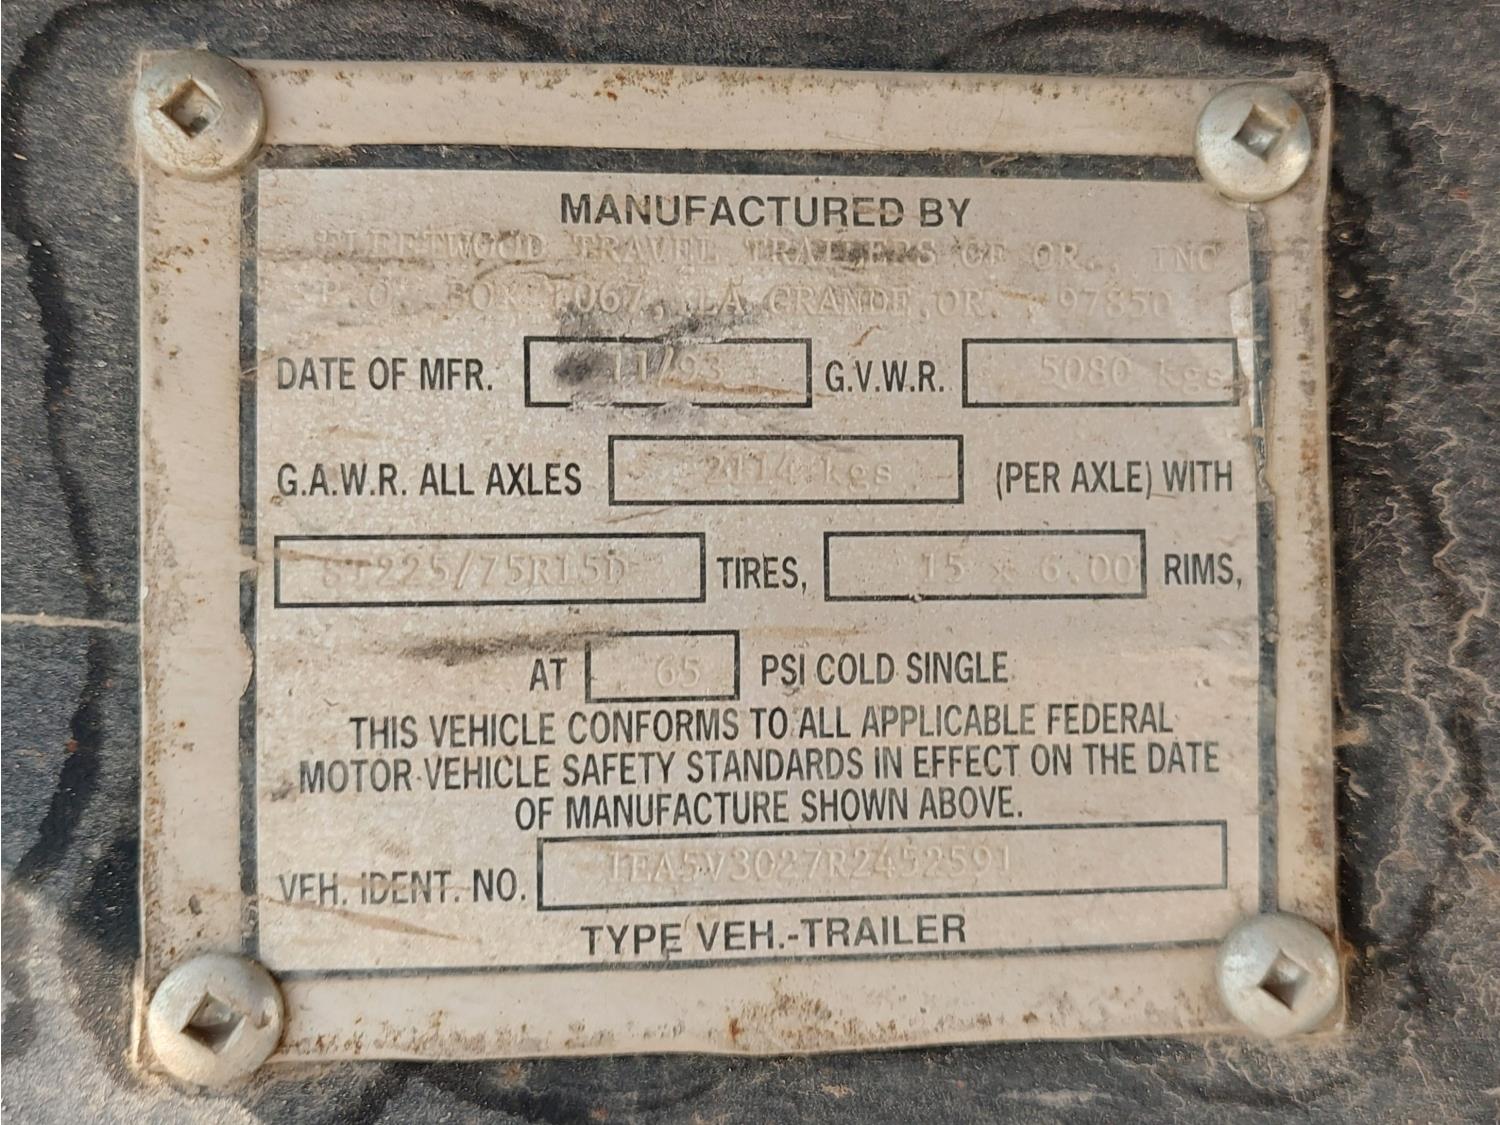 MANUFACTURED BY
FLEETWOOD TRAVEL TRAILERS OF OR., INC
P.O. BOX 1067, LA GRANDE, OR. 97850
DATE OF MFR. 11/93 G.V.W.R. 5080 kgs
G.A.W.R. ALL AXLES 2114 kgs (PER AXLE) WITH
ST225/75R15D TIRES, 15 x 6.00 RIMS,
AT 65 PSI COLD SINGLE
THIS VEHICLE CONFORMS TO ALL APPLICABLE FEDERAL
MOTOR VEHICLE SAFETY STANDARDS IN EFFECT ON THE DATE
OF MANUFACTURE SHOWN ABOVE.
VEH. IDENT. NO. 1EA5V3027R2452591
TYPE VEH.-TRAILER